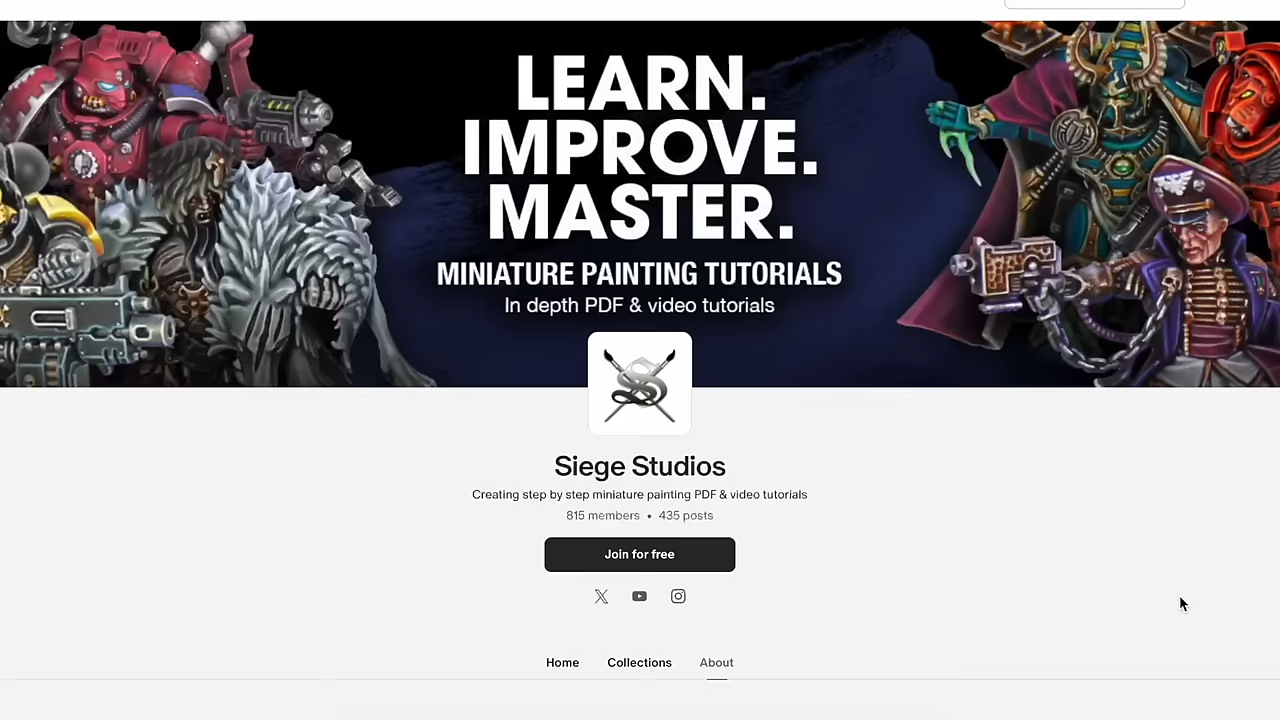 LEARN.
IMPROVE.
MASTER.
MINIATURE PAINTING TUTORIALS
In depth PDF & video tutorials
Siege Studios
Creating step by step miniature painting PDF & video tutorials
815 members • 435 posts
Join for free
Home Collections About